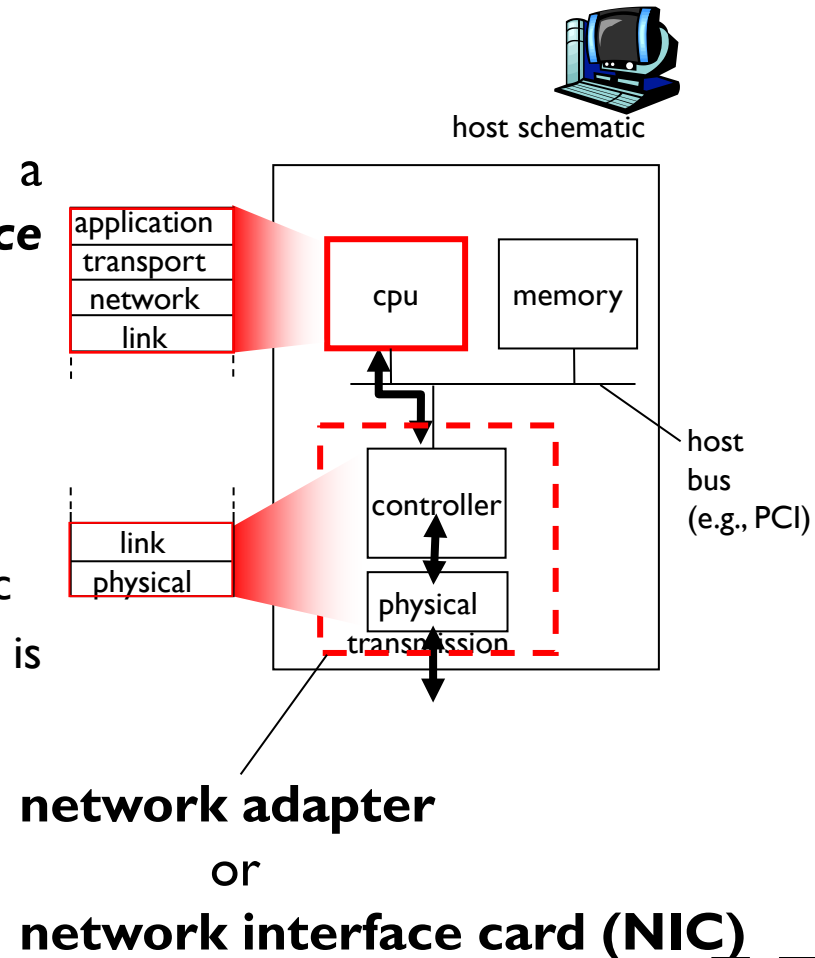 host schematic
a
ce
application
transport
network
link
cpu
memory
host
bus
(e.g., PCI)
controller
link
physical
c
is
physical
transmission
network adapter
or
network interface card (NIC)